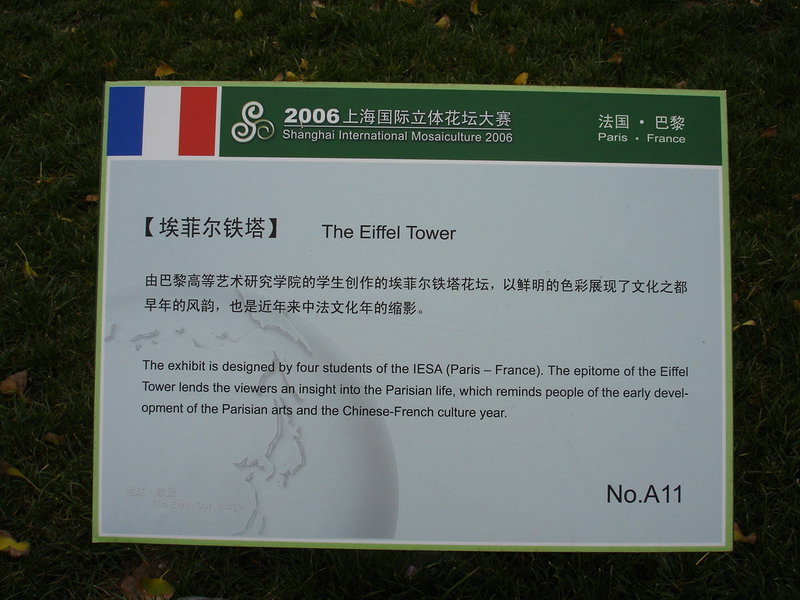 2006上海国际立体花坛大赛
Shanghai International Mosaiculture 2006
法国·巴黎
Paris · France
【埃菲尔铁塔】 The Eiffel Tower
由巴黎高等艺术研究学院的学生创作的埃菲尔铁塔花坛，以鲜明的色彩展现了文化之都
早年的风韵，也是近年来中法文化年的缩影。
The exhibit is designed by four students of the IESA (Paris – France). The epitome of the Eiffel
Tower lends the viewers an insight into the Parisian life, which reminds people of the early devel-
opment of the Parisian arts and the Chinese-French culture year.
The Earth,Our Village
No.A11